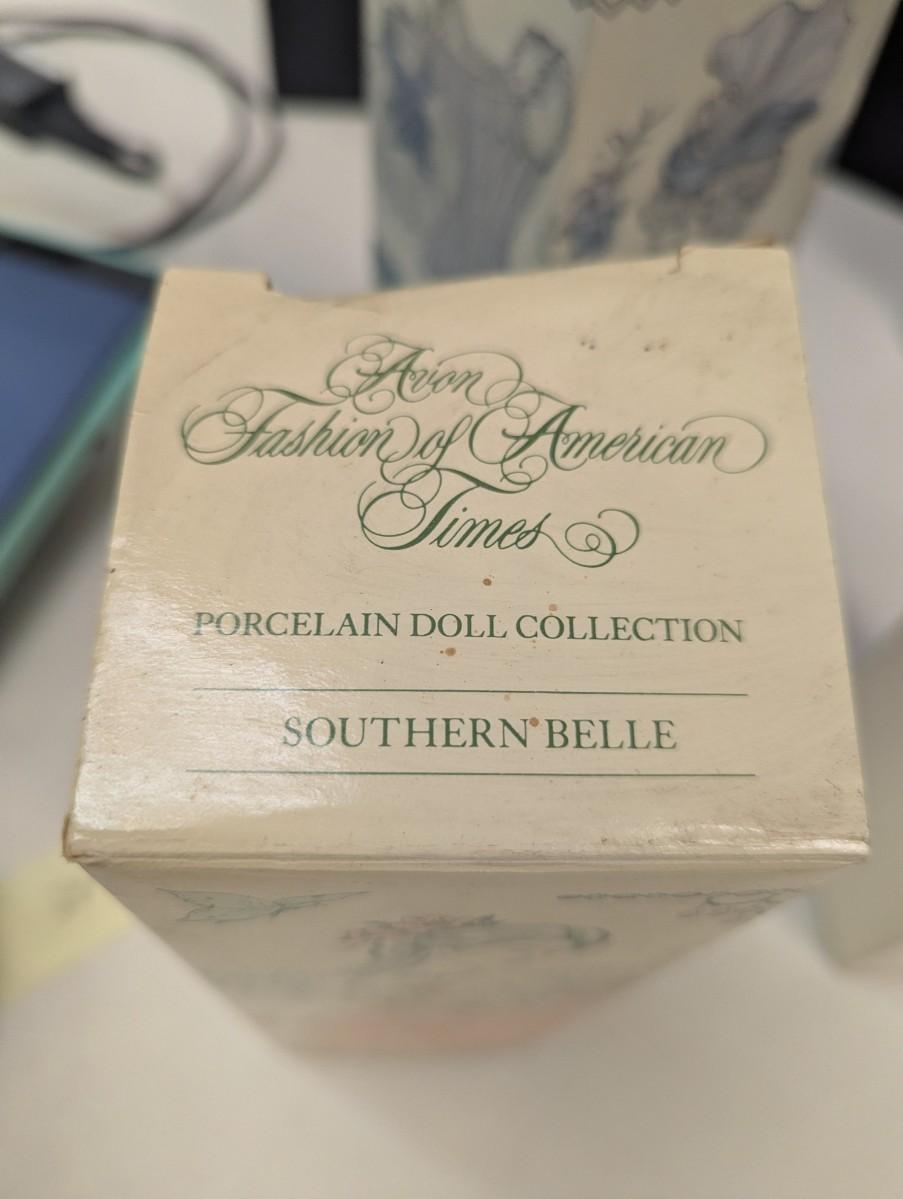 Avon
Fashion of American
Times
PORCELAIN DOLL COLLECTION
SOUTHERN BELLE